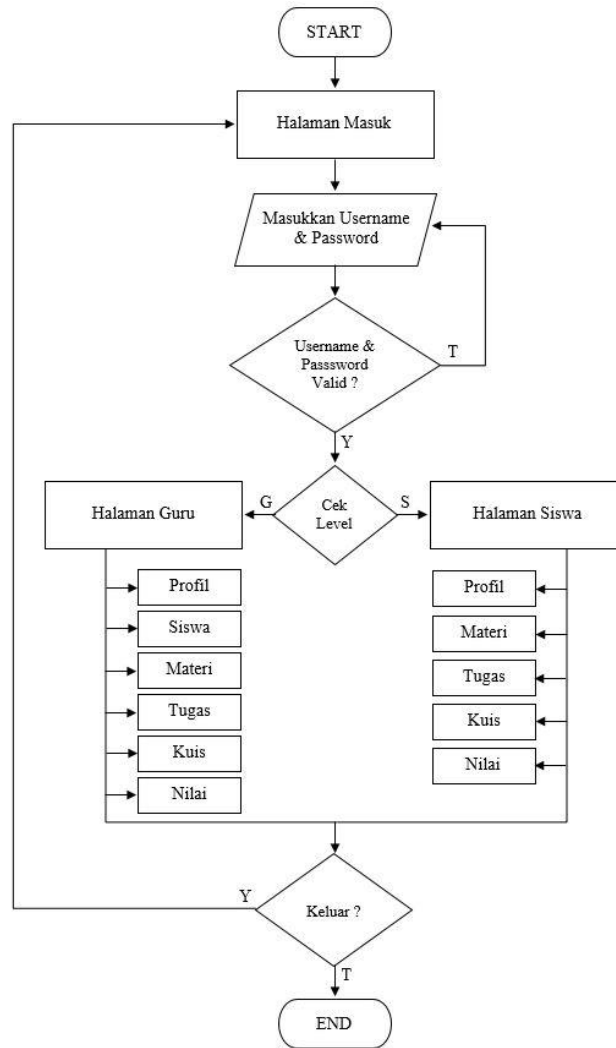 START
Halaman Masuk
Masukkan Username
& Password
Username &
Passsword
Valid ?
T
Y
G
Cek
Level
S
Halaman Guru
Halaman Siswa
Profil
Siswa
Materi
Tugas
Kuis
Nilai
Profil
Materi
Tugas
Kuis
Nilai
Y
Keluar ?
T
END